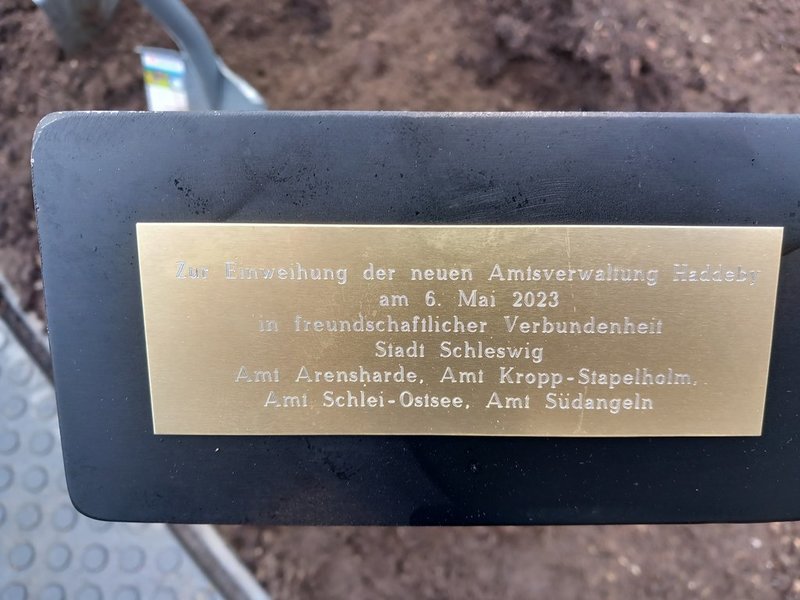 Zur Einweihung der neuen Amtsverwaltung Haddeby
am 6. Mai 2023
in freundschaftlicher Verbundenheit
Stadt Schleswig
Amt Arensharde, Amt Kropp-Stapelholm,
Amt Schlei-Ostsee, Amt Südangeln